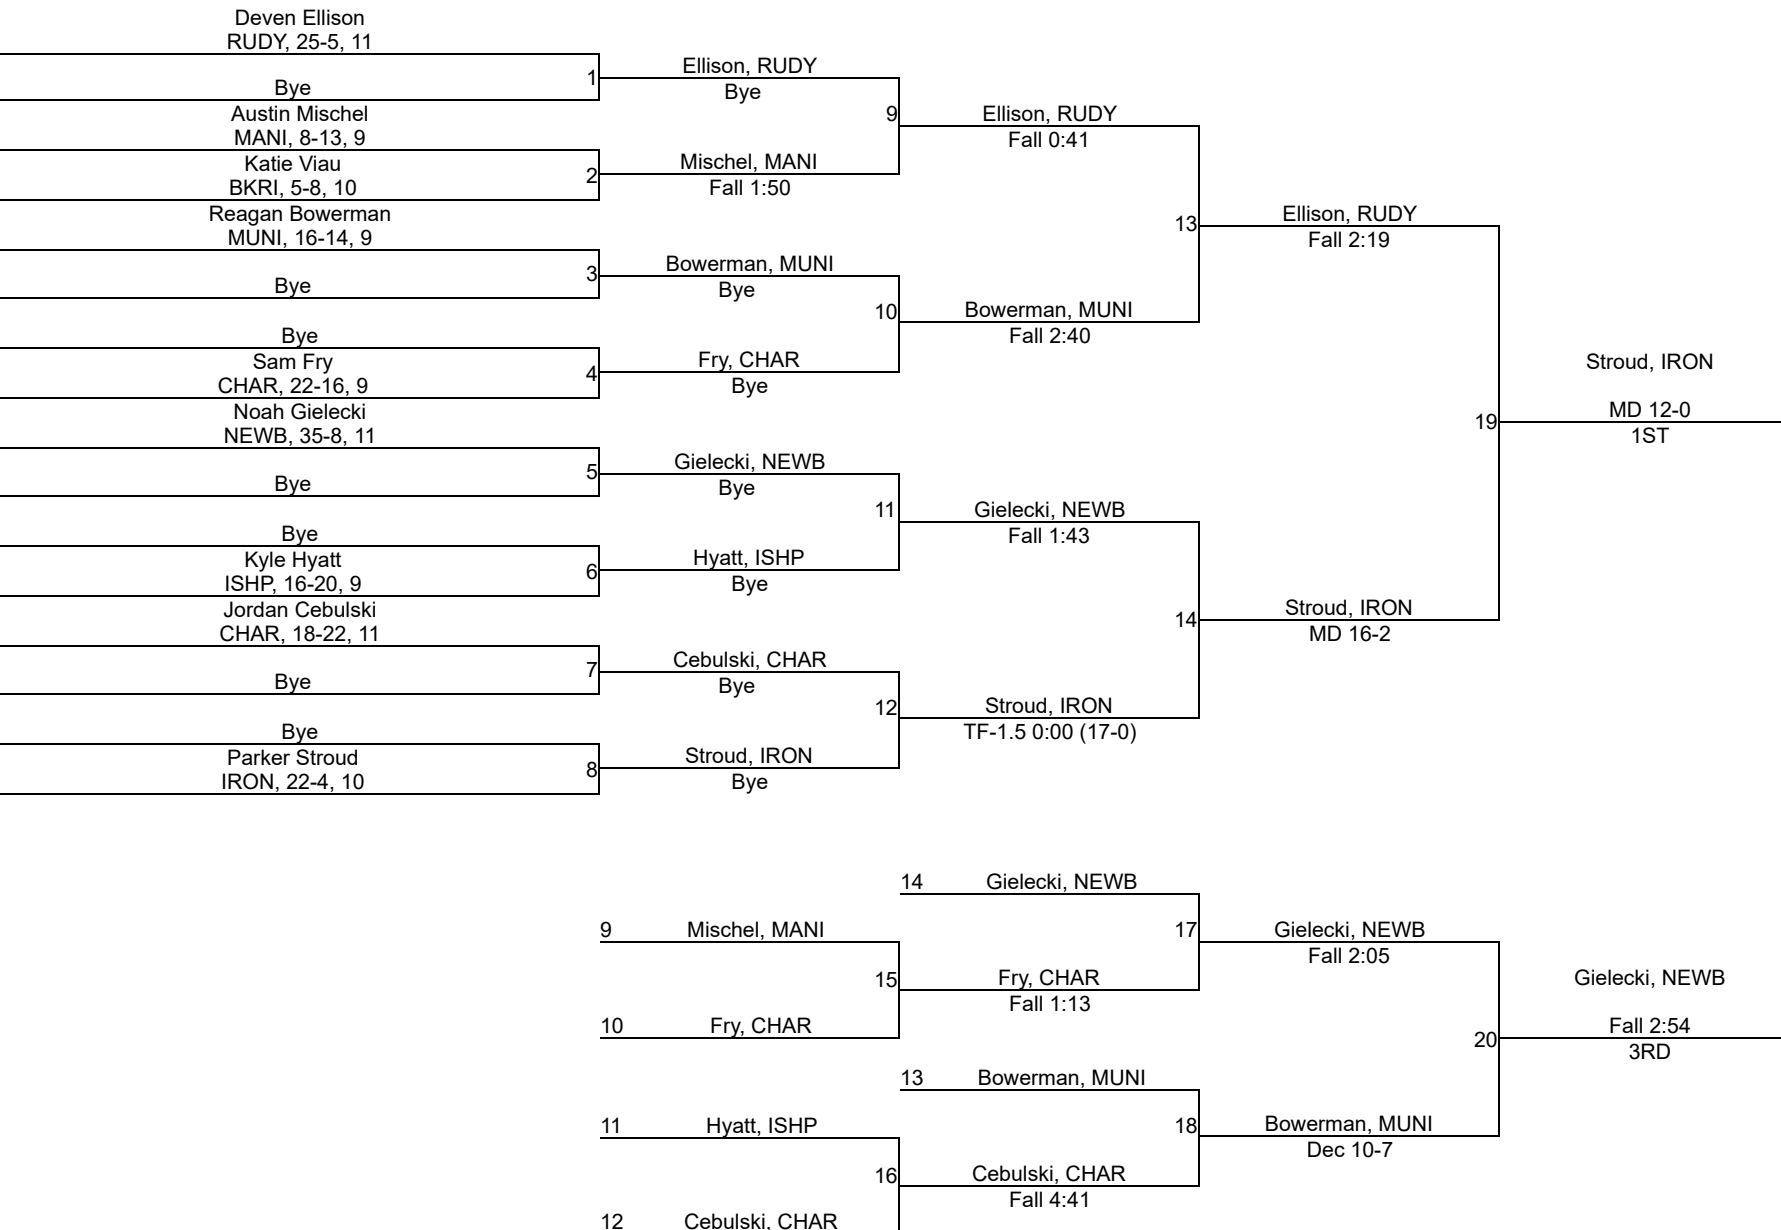 Deven Ellison
RUDY, 25-5, 11
1
Bye
Austin Mischel
MANI, 8-13, 9
2
Katie Viau
BKRI, 5-8, 10
Reagan Bowerman
MUNI, 16-14, 9
3
Bye
Bye
4
Sam Fry
CHAR, 22-16, 9
Noah Gielecki
NEWB, 35-8, 11
5
Bye
Bye
6
Kyle Hyatt
ISHP, 16-20, 9
Jordan Cebulski
CHAR, 18-22, 11
7
Bye
Bye
8
Parker Stroud
IRON, 22-4, 10
Ellison, RUDY
Bye
9
Mischel, MANI
Fall 1:50
Bowerman, MUNI
Bye
10
Fry, CHAR
Bye
Gielecki, NEWB
Bye
11
Hyatt, ISHP
Bye
Cebulski, CHAR
Bye
12
Stroud, IRON
Bye
Ellison, RUDY
Fall 0:41
13
Bowerman, MUNI
Fall 2:40
Gielecki, NEWB
Fall 1:43
14
Stroud, IRON
TF-1.5 0:00 (17-0)
Ellison, RUDY
Fall 2:19
19
Stroud, IRON
MD 16-2
Stroud, IRON
MD 12-0
1ST
14 Gielecki, NEWB
9 Mischel, MANI
17
15
Fry, CHAR
Fall 1:13
10 Fry, CHAR
Gielecki, NEWB
Fall 2:05
13 Bowerman, MUNI
11 Hyatt, ISHP
18
16
Cebulski, CHAR
Fall 4:41
12 Cebulski, CHAR
Bowerman, MUNI
Dec 10-7
20
Gielecki, NEWB
Fall 2:54
3RD